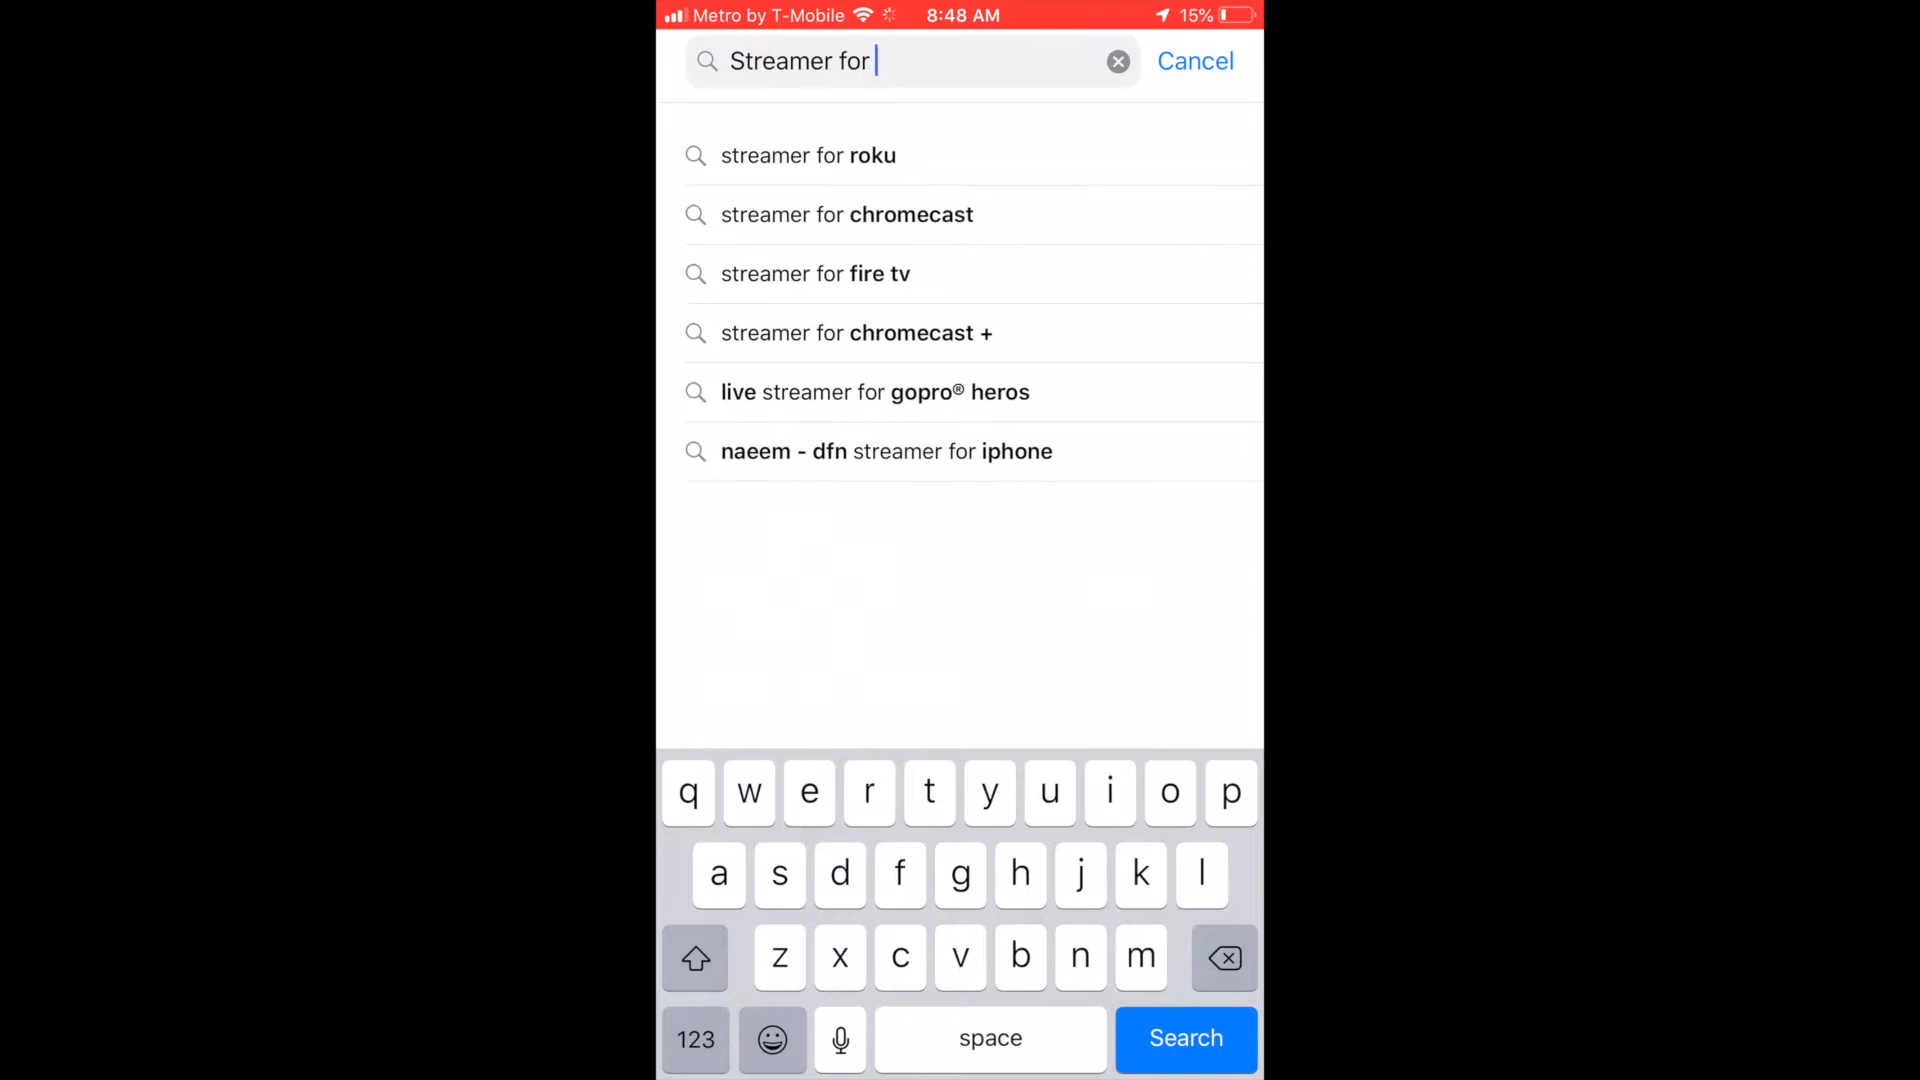 Metro by T-Mobile 8:48 AM 15%
Streamer for Cancel
streamer for roku
streamer for chromecast
streamer for fire tv
streamer for chromecast +
live streamer for gopro® heros
naeem - dfn streamer for iphone
q w e r t y u i o p
a s d f g h j k l
z x c v b n m
123 space Search